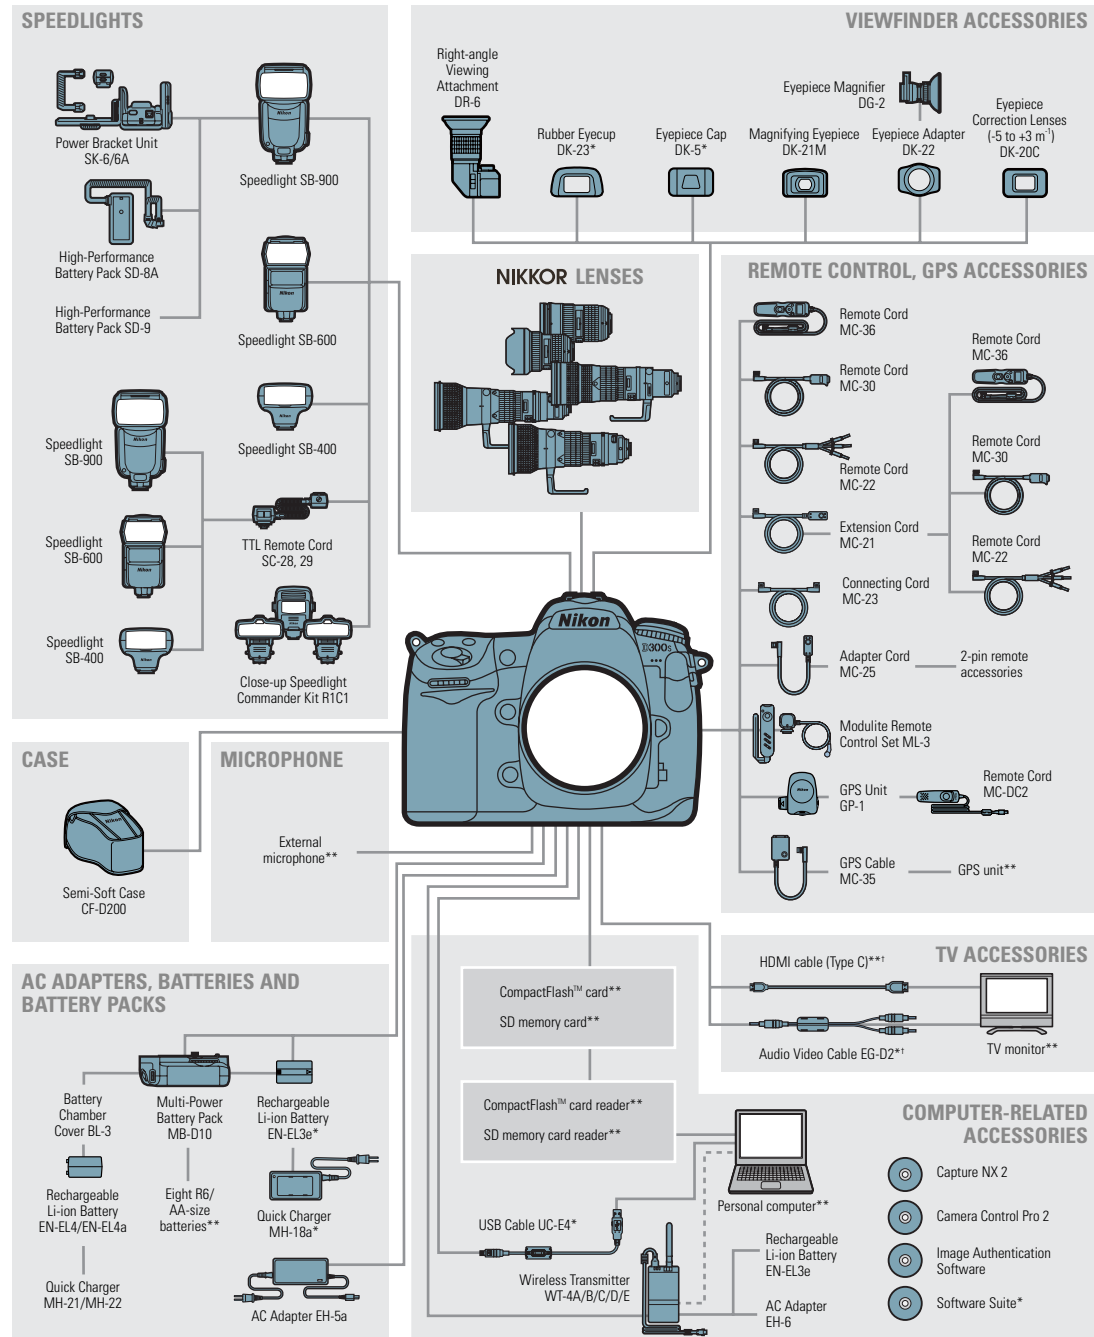 SPEEDLIGHTS
Power Bracket Unit
SK-6/6A
Nikon
Speedlight SB-900
High-Performance
Battery Pack SD-8A
High-Performance
Battery Pack SD-9
Nikon
Speedlight SB-600
Nikon
Speedlight SB-400
Speedlight
SB-900
Nikon
Speedlight
SB-600
Nikon
Speedlight
SB-400
Nikon
TTL Remote Cord
SC-28, 29
Close-up Speedlight
Commander Kit R1C1
VIEWFINDER ACCESSORIES
Right-angle
Viewing
Attachment
DR-6
Rubber Eyecup
DK-23*
Eyepiece Cap
DK-5*
Magnifying Eyepiece
DK-21M
Eyepiece Magnifier
DG-2
Eyepiece Adapter
DK-22
Eyepiece
Correction Lenses
(-5 to +3 m⁻¹)
DK-20C
NIKKOR LENSES
REMOTE CONTROL, GPS ACCESSORIES
Remote Cord
MC-36
Remote Cord
MC-30
Remote Cord
MC-22
Extension Cord
MC-21
Remote Cord
MC-36
Remote Cord
MC-30
Remote Cord
MC-22
Connecting Cord
MC-23
Adapter Cord
MC-25
2-pin remote
accessories
Modulite Remote
Control Set ML-3
Nikon
GPS Unit
GP-1
Remote Cord
MC-DC2
GPS Cable
MC-35
GPS unit**
Nikon
D300s
CASE
Nikon
Semi-Soft Case
CF-D200
MICROPHONE
External
microphone**
AC ADAPTERS, BATTERIES AND
BATTERY PACKS
Battery
Chamber
Cover BL-3
Multi-Power
Battery Pack
MB-D10
Rechargeable
Li-ion Battery
EN-EL3e*
Rechargeable
Li-ion Battery
EN-EL4/EN-EL4a
Eight R6/
AA-size
batteries**
Quick Charger
MH-18a*
Quick Charger
MH-21/MH-22
AC Adapter EH-5a
CompactFlash™ card**
SD memory card**
CompactFlash™ card reader**
SD memory card reader**
TV ACCESSORIES
HDMI cable (Type C)**†
Audio Video Cable EG-D2*†
TV monitor**
COMPUTER-RELATED
ACCESSORIES
Personal computer**
USB Cable UC-E4*
Wireless Transmitter
WT-4A/B/C/D/E
Rechargeable
Li-ion Battery
EN-EL3e
AC Adapter
EH-6
Capture NX 2
Camera Control Pro 2
Image Authentication
Software
Software Suite*